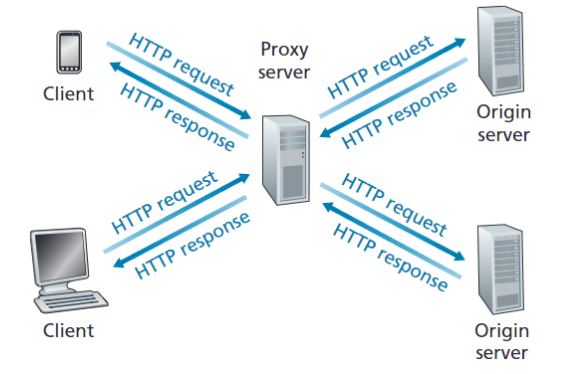 HTTP request
HTTP response
Client
Proxy
server
HTTP request
HTTP response
Origin
server
HTTP request
HTTP response
Client
HTTP request
HTTP response
Origin
server